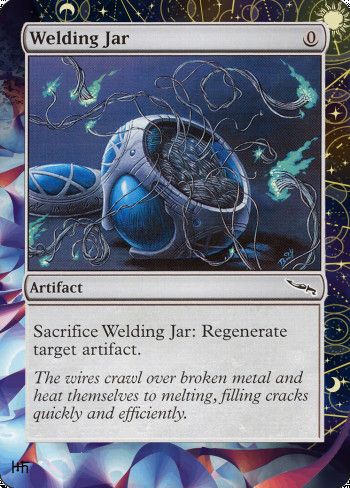 Welding Jar 0
Artifact
Sacrifice Welding Jar: Regenerate
target artifact.
The wires crawl over broken metal and
heat themselves to melting, filling cracks
quickly and efficiently.